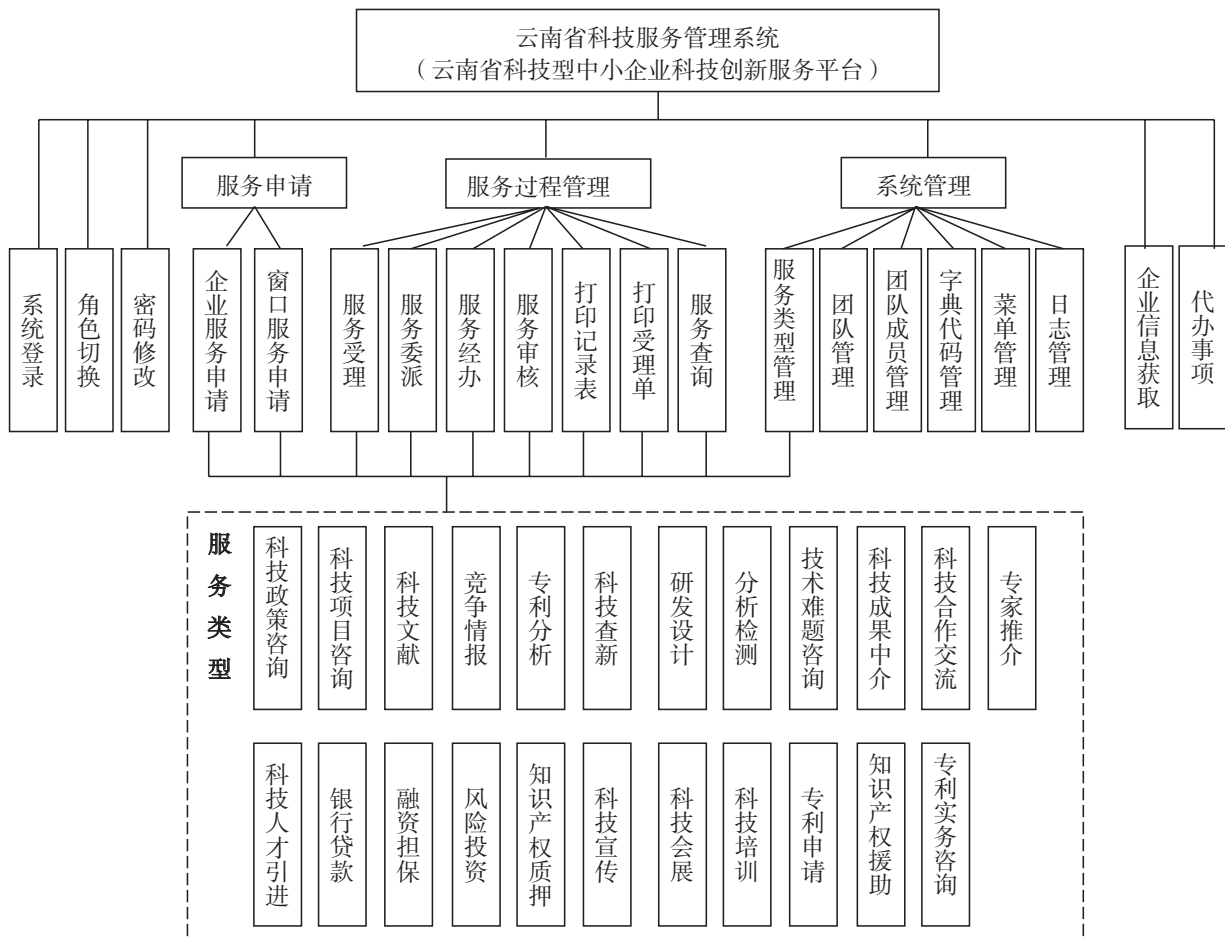 云南省科技服务管理系统
（云南省科技型中小企业科技创新服务平台）
服务申请
服务过程管理
系统管理
系统登录
角色切换
密码修改
企业服务申请
窗口服务申请
服务受理
服务委派
服务经办
服务审核
打印记录表
打印受理单
服务查询
服务类型管理
团队管理
团队成员管理
字典代码管理
菜单管理
日志管理
企业信息获取
代办事项
服务类型
科技政策咨询
科技项目咨询
科技文献
竞争情报
专利分析
科技查新
研发设计
分析检测
技术难题咨询
科技成果中介
科技合作交流
专家推介
科技人才引进
银行贷款
融资担保
风险投资
知识产权质押
科技宣传
科技会展
科技培训
专利申请
知识产权援助
专利实务咨询